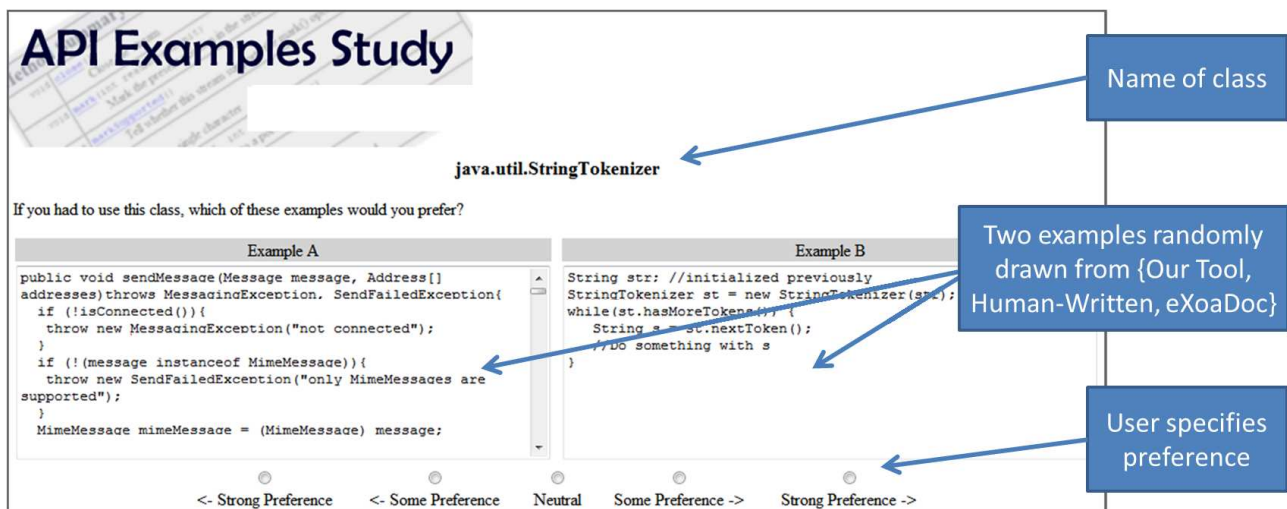 API Examples Study
Name of class
java.util.StringTokenizer
If you had to use this class, which of these examples would you prefer?
Example A
public void sendMessage(Message message, Address[]
addresses)throws MessagingException, SendFailedException{
if (!isConnected()){
throw new MessagingException("not connected");
}
if (!(message instanceof MimeMessage)){
throw new SendFailedException("only MimeMessages are
supported");
}
MimeMessage mimeMessage = (MimeMessage) message;
Example B
String str; //initialized previously
StringTokenizer st = new StringTokenizer(str);
while(st.hasMoreTokens()) {
String s = st.nextToken();
//Do something with s
}
Two examples randomly
drawn from {Our Tool,
Human-Written, eXoaDoc}
User specifies
preference
<- Strong Preference <- Some Preference Neutral Some Preference -> Strong Preference ->